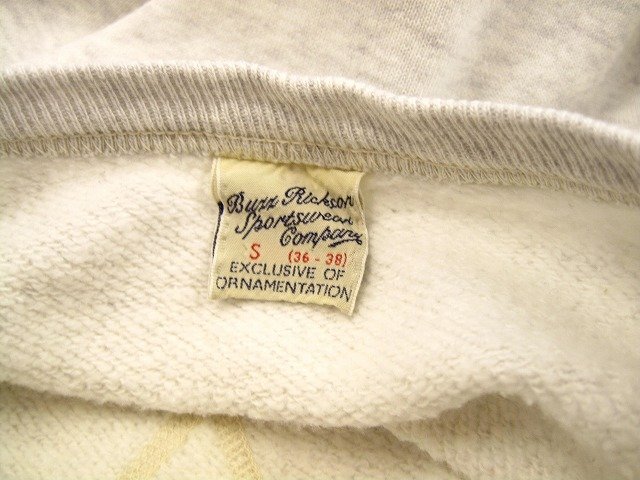 Buzz Rickson
Sportswear
Company
S (36 - 38)
EXCLUSIVE OF
ORNAMENTATION